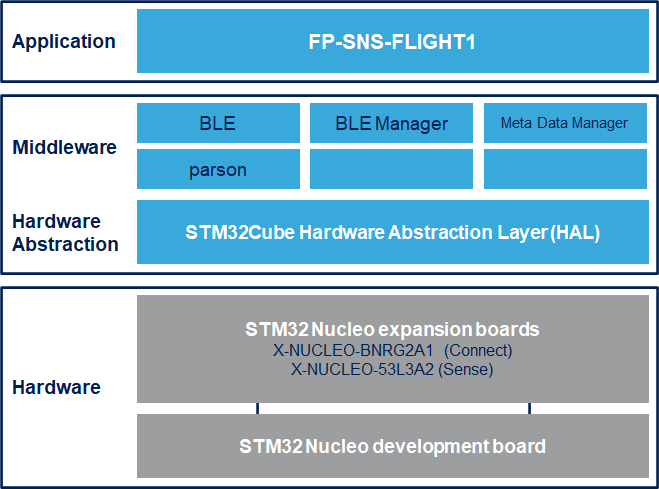 Application
FP-SNS-FLIGHT1
Middleware
BLE
BLE Manager
Meta Data Manager
parson
Hardware
Abstraction
STM32Cube Hardware Abstraction Layer (HAL)
Hardware
STM32 Nucleo expansion boards
X-NUCLEO-BNRG2A1 (Connect)
X-NUCLEO-53L3A2 (Sense)
STM32 Nucleo development board